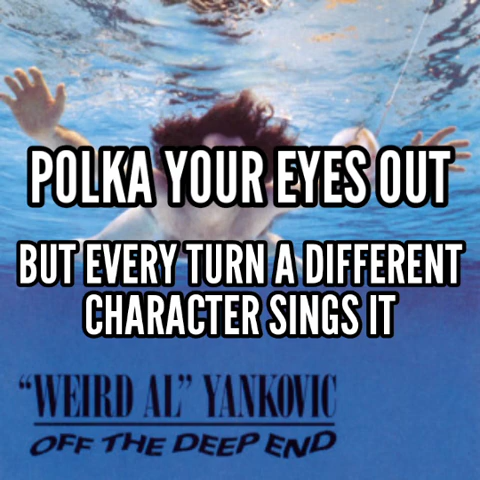 POLKA YOUR EYES OUT
BUT EVERY TURN A DIFFERENT
CHARACTER SINGS IT
"WEIRD AL" YANKOVIC
OFF THE DEEP END